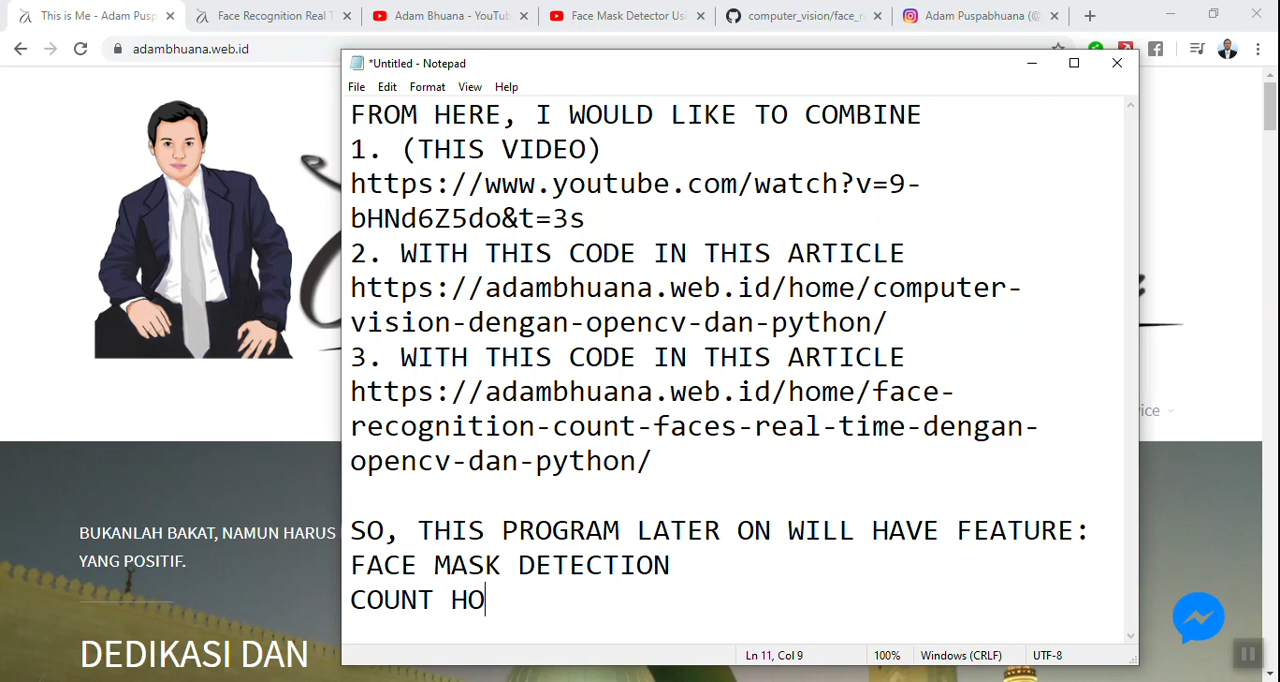 This is Me - Adam Pusp
Face Recognition Real T
Adam Bhuana - YouTu
Face Mask Detector Us
computer_vision/face_r
Adam Puspabhuana (@
adambhuana.web.id
*Untitled - Notepad
File Edit Format View Help
FROM HERE, I WOULD LIKE TO COMBINE
1. (THIS VIDEO)
https://www.youtube.com/watch?v=9-
bHNd6Z5do&t=3s
2. WITH THIS CODE IN THIS ARTICLE
https://adambhuana.web.id/home/computer-
vision-dengan-opencv-dan-python/
3. WITH THIS CODE IN THIS ARTICLE
https://adambhuana.web.id/home/face-
recognition-count-faces-real-time-dengan-
opencv-dan-python/
SO, THIS PROGRAM LATER ON WILL HAVE FEATURE:
FACE MASK DETECTION
COUNT HO
Ln 11, Col 9 100% Windows (CRLF) UTF-8
vice
BUKANLAH BAKAT, NAMUN HARUS
YANG POSITIF.
DEDIKASI DAN